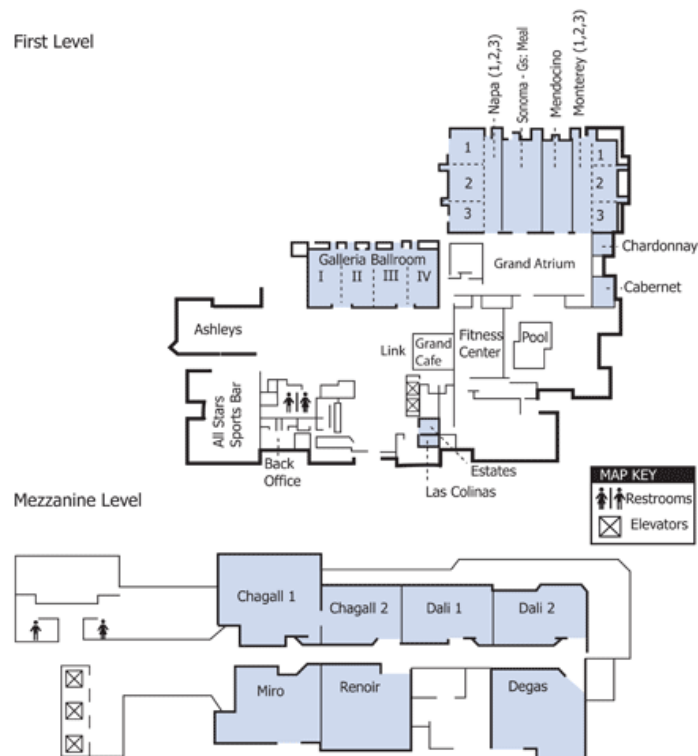 First Level
Napa (1,2,3)
Sonoma - Gs: Meal
Mendocino
Monterey (1,2,3)
1
2
3
1
2
3
Chardonnay
Grand Atrium
Cabernet
Galleria Ballroom
I II III IV
Ashleys
Link
Grand
Cafe
Fitness
Center
Pool
All Stars
Sports Bar
Back
Office
Estates
Las Colinas
MAP KEY
Restrooms
Elevators
Mezzanine Level
Chagall 1
Chagall 2
Dali 1
Dali 2
Miro
Renoir
Degas